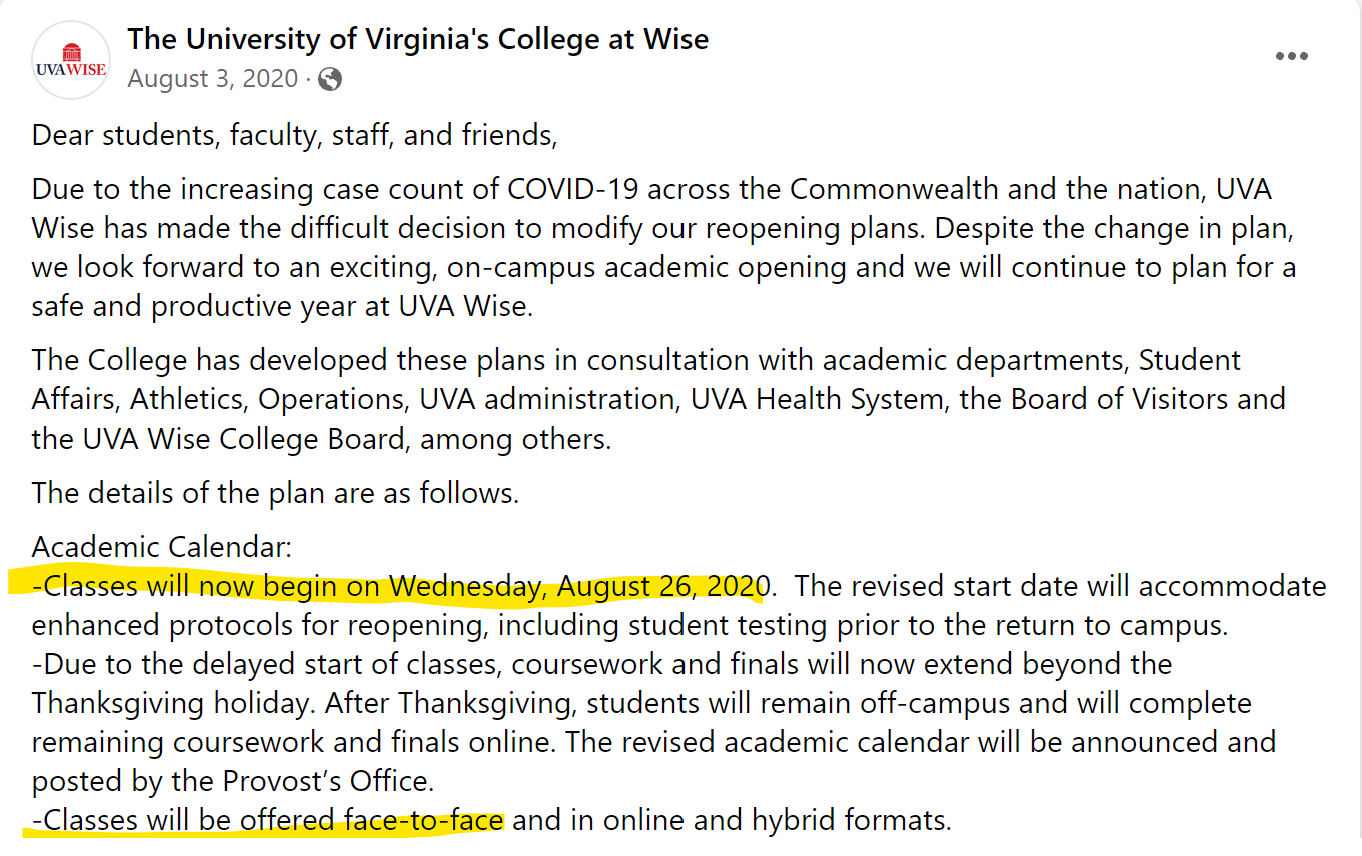 UVAWISE
The University of Virginia's College at Wise
August 3, 2020 ·
Dear students, faculty, staff, and friends,
Due to the increasing case count of COVID-19 across the Commonwealth and the nation, UVA
Wise has made the difficult decision to modify our reopening plans. Despite the change in plan,
we look forward to an exciting, on-campus academic opening and we will continue to plan for a
safe and productive year at UVA Wise.
The College has developed these plans in consultation with academic departments, Student
Affairs, Athletics, Operations, UVA administration, UVA Health System, the Board of Visitors and
the UVA Wise College Board, among others.
The details of the plan are as follows.
Academic Calendar:
-Classes will now begin on Wednesday, August 26, 2020.  The revised start date will accommodate
enhanced protocols for reopening, including student testing prior to the return to campus.
-Due to the delayed start of classes, coursework and finals will now extend beyond the
Thanksgiving holiday. After Thanksgiving, students will remain off-campus and will complete
remaining coursework and finals online. The revised academic calendar will be announced and
posted by the Provost’s Office.
-Classes will be offered face-to-face and in online and hybrid formats.